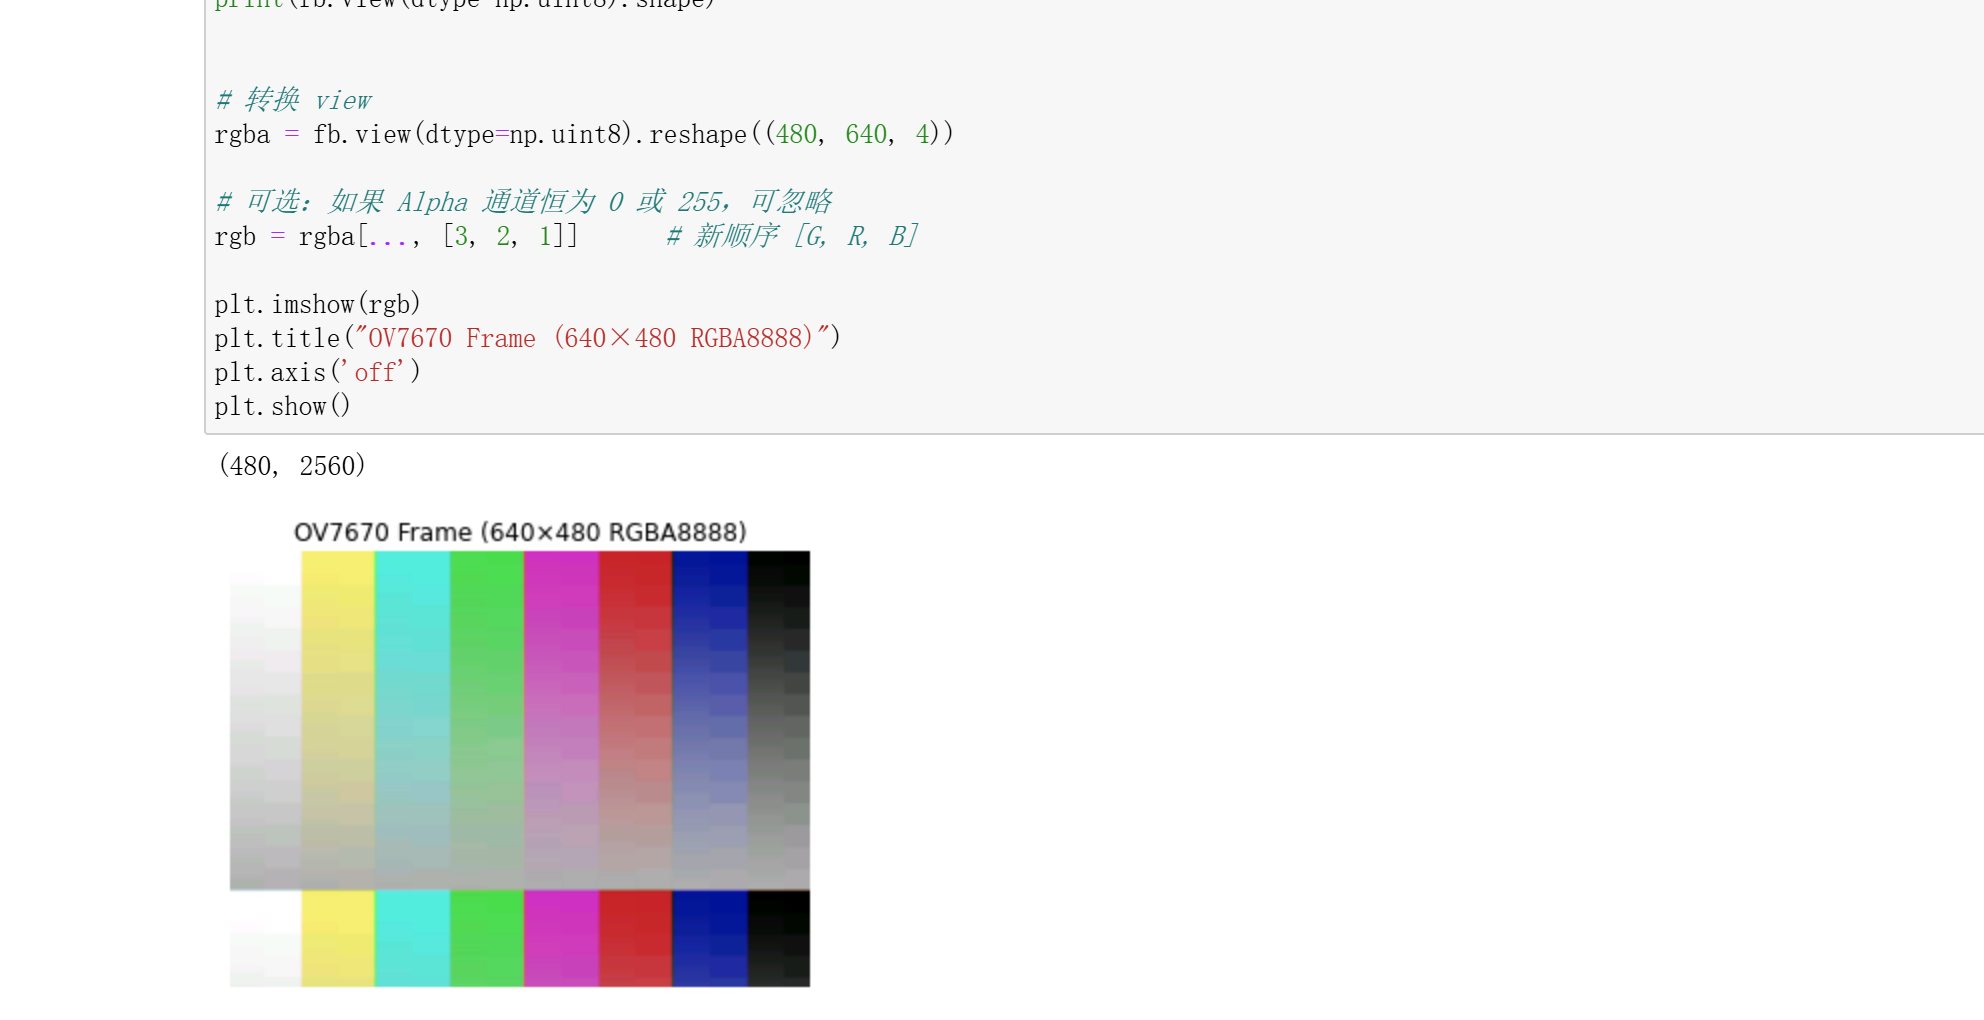 print(fb.view(dtype=np.uint8).shape)
# 转换 view
rgba = fb.view(dtype=np.uint8).reshape((480, 640, 4))
# 可选：如果 Alpha 通道恒为 0 或 255，可忽略
rgb = rgba[..., [3, 2, 1]]      # 新顺序 [G, R, B]
plt.imshow(rgb)
plt.title("OV7670 Frame (640×480 RGBA8888)")
plt.axis('off')
plt.show()
(480, 2560)
OV7670 Frame (640×480 RGBA8888)